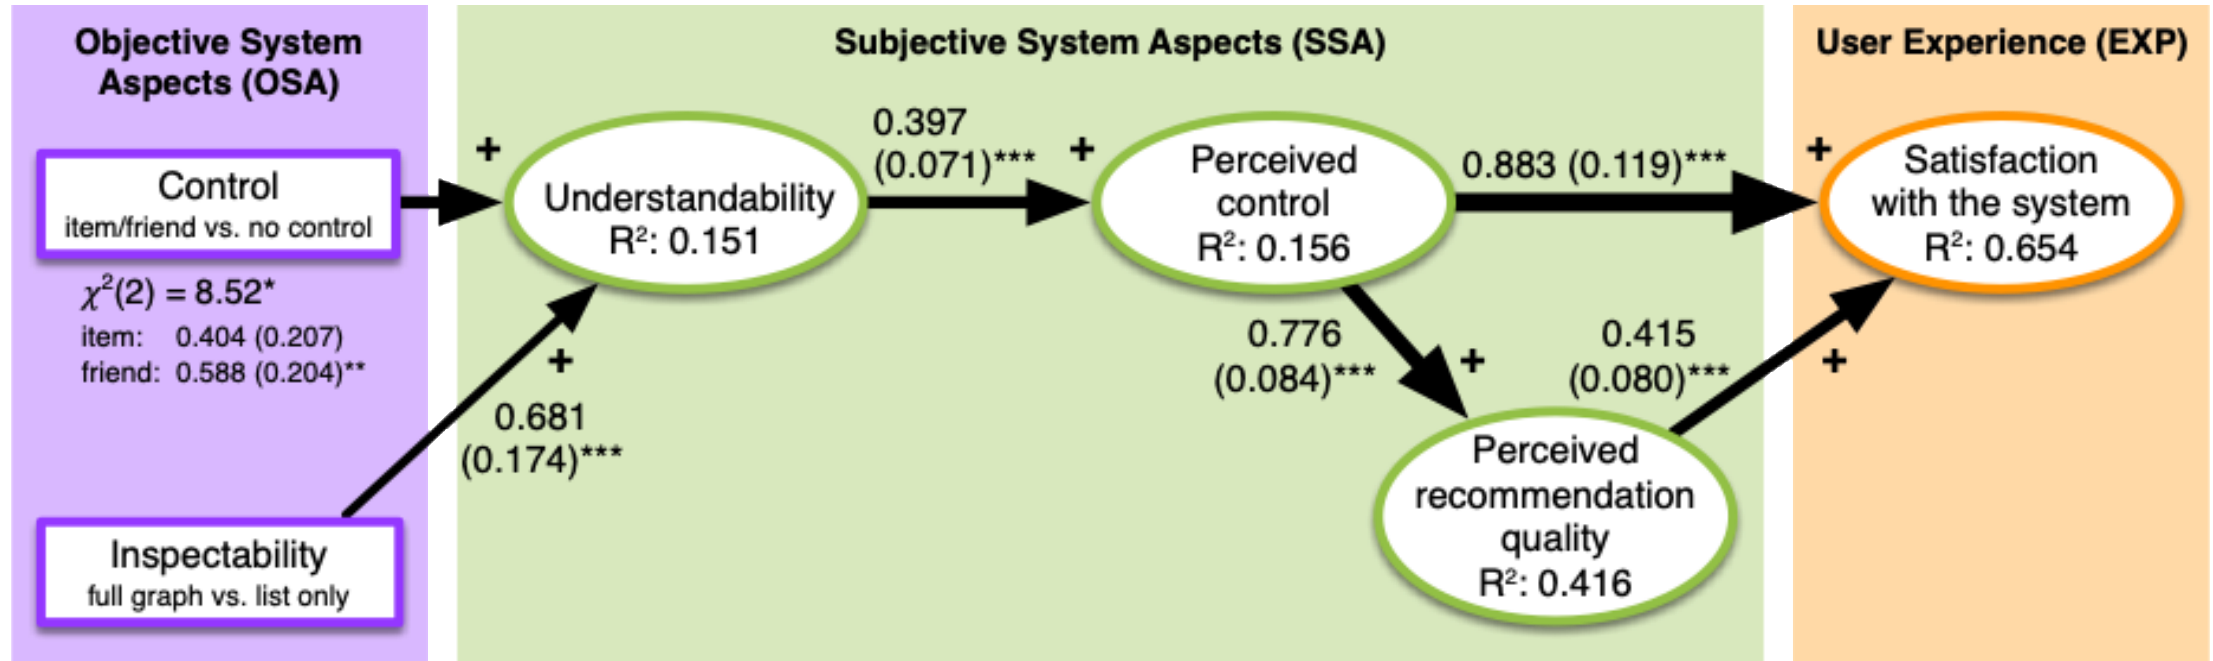 Objective System
Aspects (OSA)
Control
item/friend vs. no control
χ²(2) = 8.52*
item: 0.404 (0.207)
friend: 0.588 (0.204)**
Inspectability
full graph vs. list only
Subjective System Aspects (SSA)
+
Understandability
R²: 0.151
+
0.681
(0.174)***
0.397
(0.071)***
+
Perceived
control
R²: 0.156
0.883 (0.119)***
0.776
(0.084)***
+
0.415
(0.080)***
Perceived
recommendation
quality
R²: 0.416
User Experience (EXP)
+
Satisfaction
with the system
R²: 0.654
+